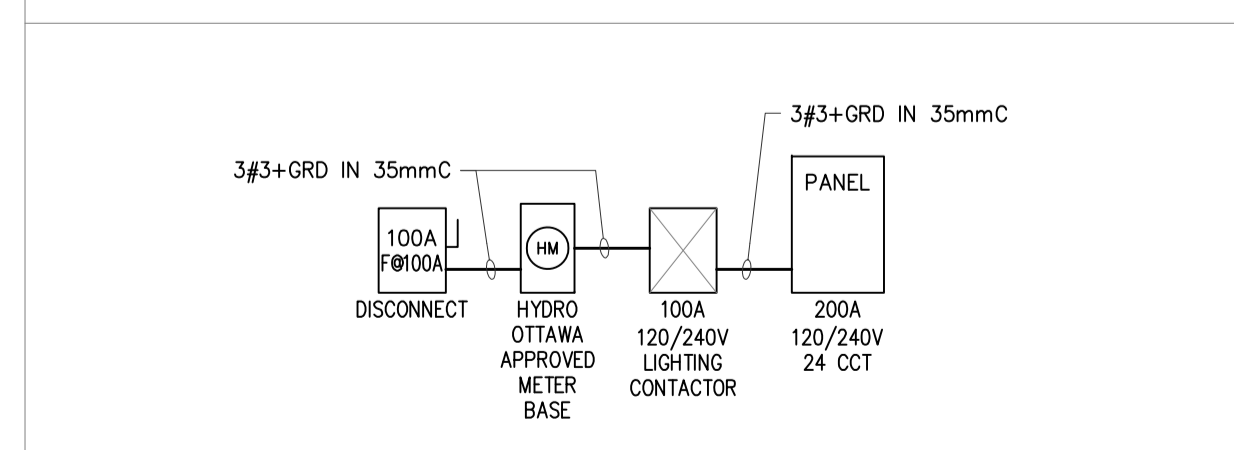 3#3+GRD IN 35mmC
3#3+GRD IN 35mmC
PANEL
100A
F@100A
HM
DISCONNECT
HYDRO
OTTAWA
APPROVED
METER
BASE
100A
120/240V
LIGHTING
CONTACTOR
200A
120/240V
24 CCT